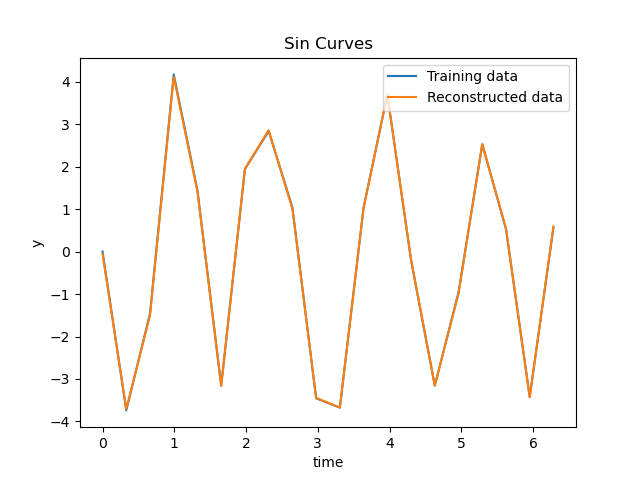 Sin Curves
Training data
Reconstructed data
4
3
2
1
0
−1
−2
−3
−4
y
0 1 2 3 4 5 6
time